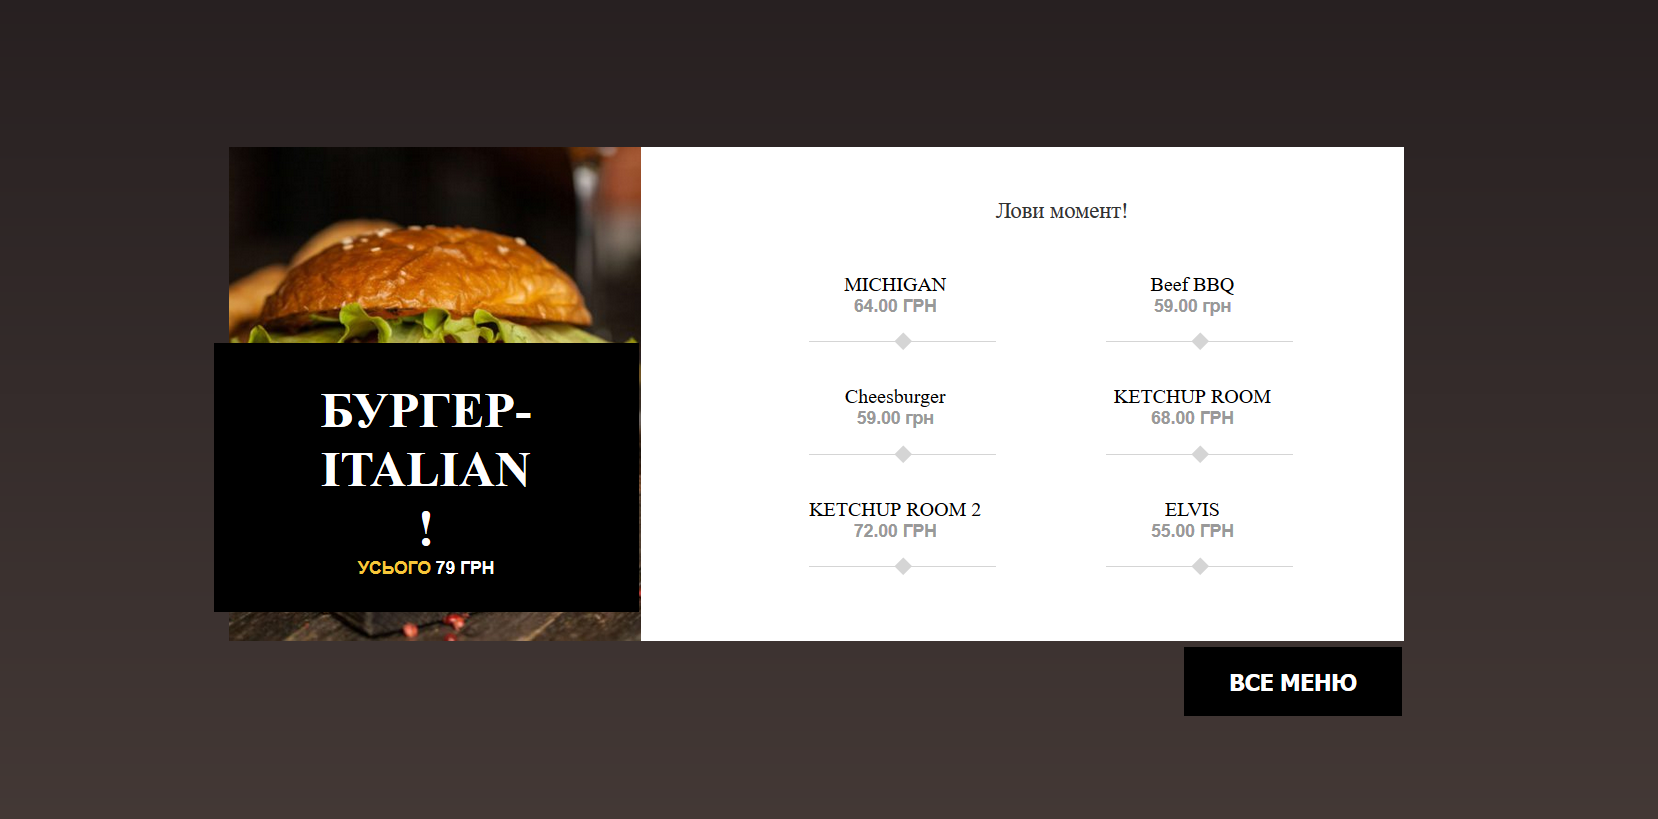 БУРГЕР-
ITALIAN
!
УСЬОГО 79 ГРН
Лови момент!
MICHIGAN
64.00 ГРН
Beef BBQ
59.00 грн
Cheesburger
59.00 грн
KETCHUP ROOM
68.00 ГРН
KETCHUP ROOM 2
72.00 ГРН
ELVIS
55.00 ГРН
ВСЕ МЕНЮ